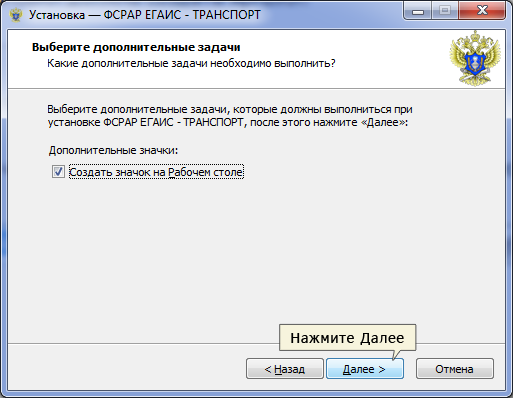 Установка — ФСРАР ЕГАИС - ТРАНСПОРТ
Выберите дополнительные задачи
Какие дополнительные задачи необходимо выполнить?
Выберите дополнительные задачи, которые должны выполниться при
установке ФСРАР ЕГАИС - ТРАНСПОРТ, после этого нажмите «Далее»:
Дополнительные значки:
Создать значок на Рабочем столе
Нажмите Далее
< Назад
Далее >
Отмена